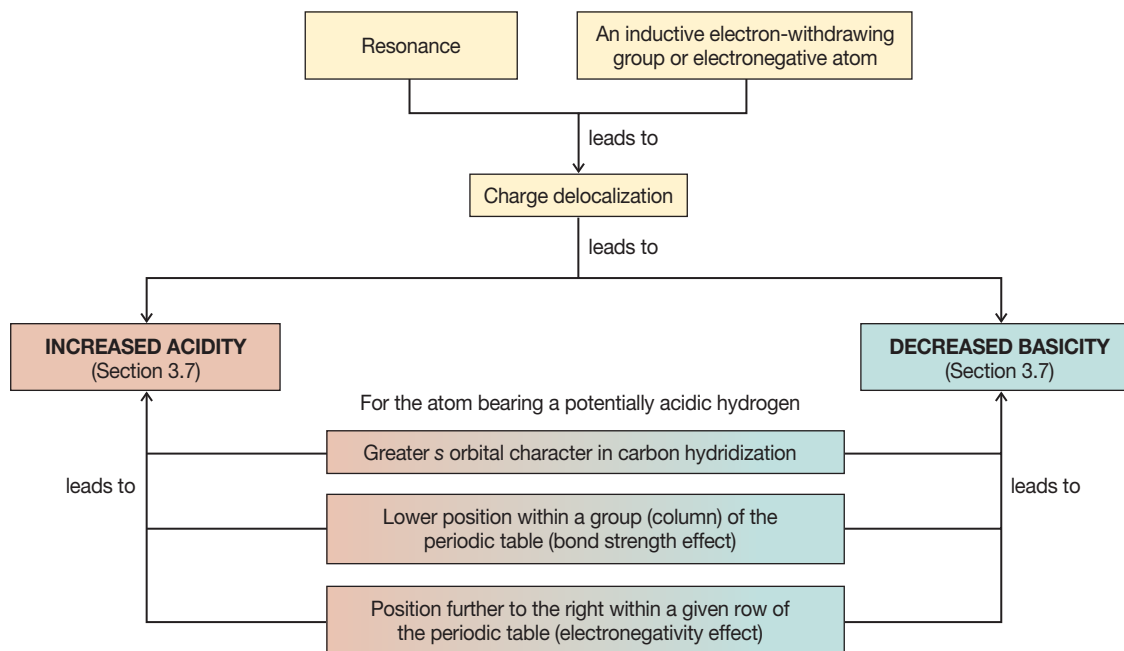 Resonance
An inductive electron-withdrawing
group or electronegative atom
leads to
Charge delocalization
leads to
INCREASED ACIDITY
(Section 3.7)
DECREASED BASICITY
(Section 3.7)
For the atom bearing a potentially acidic hydrogen
Greater s orbital character in carbon hybridization
leads to
leads to
Lower position within a group (column) of the
periodic table (bond strength effect)
Position further to the right within a given row of
the periodic table (electronegativity effect)